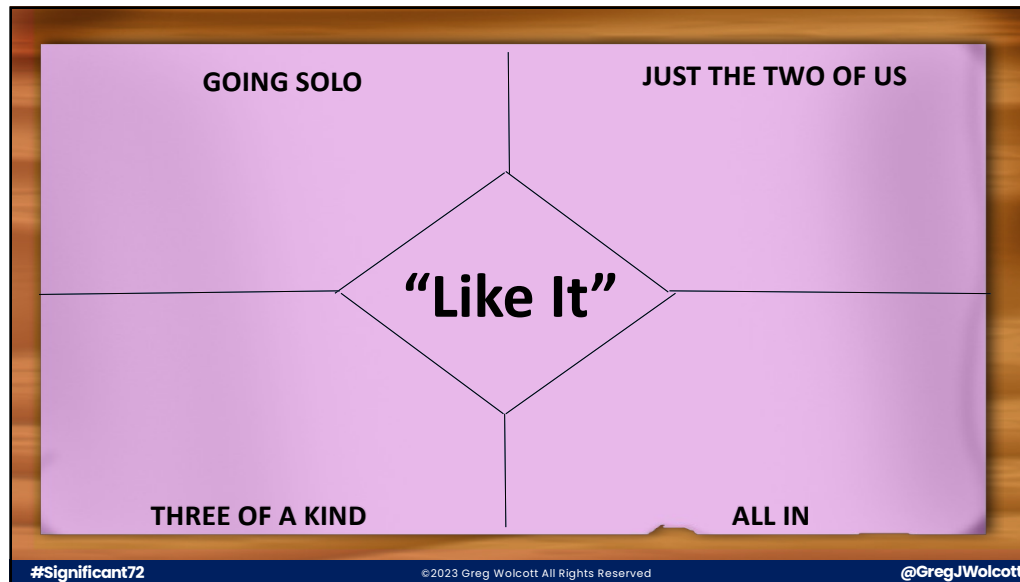 GOING SOLO
JUST THE TWO OF US
“Like It”
THREE OF A KIND
ALL IN
#Significant72
©2023 Greg Wolcott All Rights Reserved
@GregJWolcott